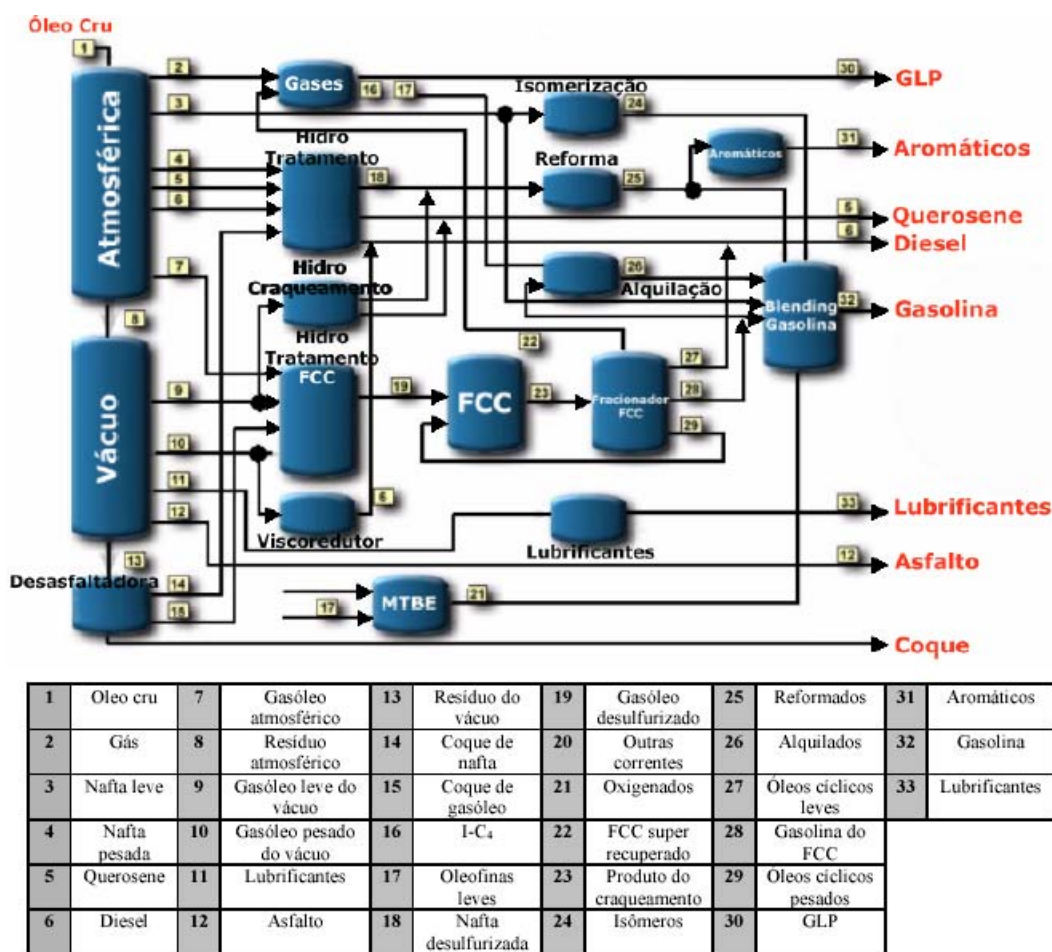 Óleo Cru
1
2
Gases
16
17
30
GLP
3
Isomerização
24
Hidro
Tratamento
4
5
6
18
Reforma
25
Aromáticos
31
Aromáticos
Atmosférica
5
Querosene
6
Diesel
7
Hidro
Craqueamento
26
Alquilação
Blending
Gasolina
32
Gasolina
8
Hidro
Tratamento
FCC
22
27
9
19
FCC
23
Fracionador
FCC
28
29
Vácuo
10
11
12
6
Viscoredutor
Lubrificantes
33
Lubrificantes
12
Asfalto
13
Desasfaltadora
14
17
MTBE
21
Coque
1 Oleo cru 7 Gasóleo atmosférico 13 Resíduo do vácuo 19 Gasóleo desulfurizado 25 Reformados 31 Aromáticos
2 Gás 8 Resíduo atmosférico 14 Coque de nafta 20 Outras correntes 26 Alquilados 32 Gasolina
3 Nafta leve 9 Gasóleo leve do vácuo 15 Coque de gasóleo 21 Oxigenados 27 Óleos cíclicos leves 33 Lubrificantes
4 Nafta pesada 10 Gasóleo pesado do vácuo 16 I-C₄ 22 FCC super recuperado 28 Gasolina do FCC
5 Querosene 11 Lubrificantes 17 Oleofinas leves 23 Produto do craqueamento 29 Óleos cíclicos pesados
6 Diesel 12 Asfalto 18 Nafta desulfurizada 24 Isômeros 30 GLP